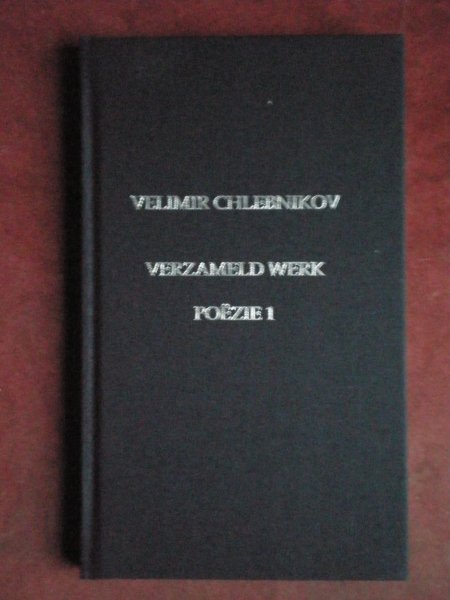 VELIMIR CHLEBNIKOV
VERZAMELD WERK
POËZIE 1